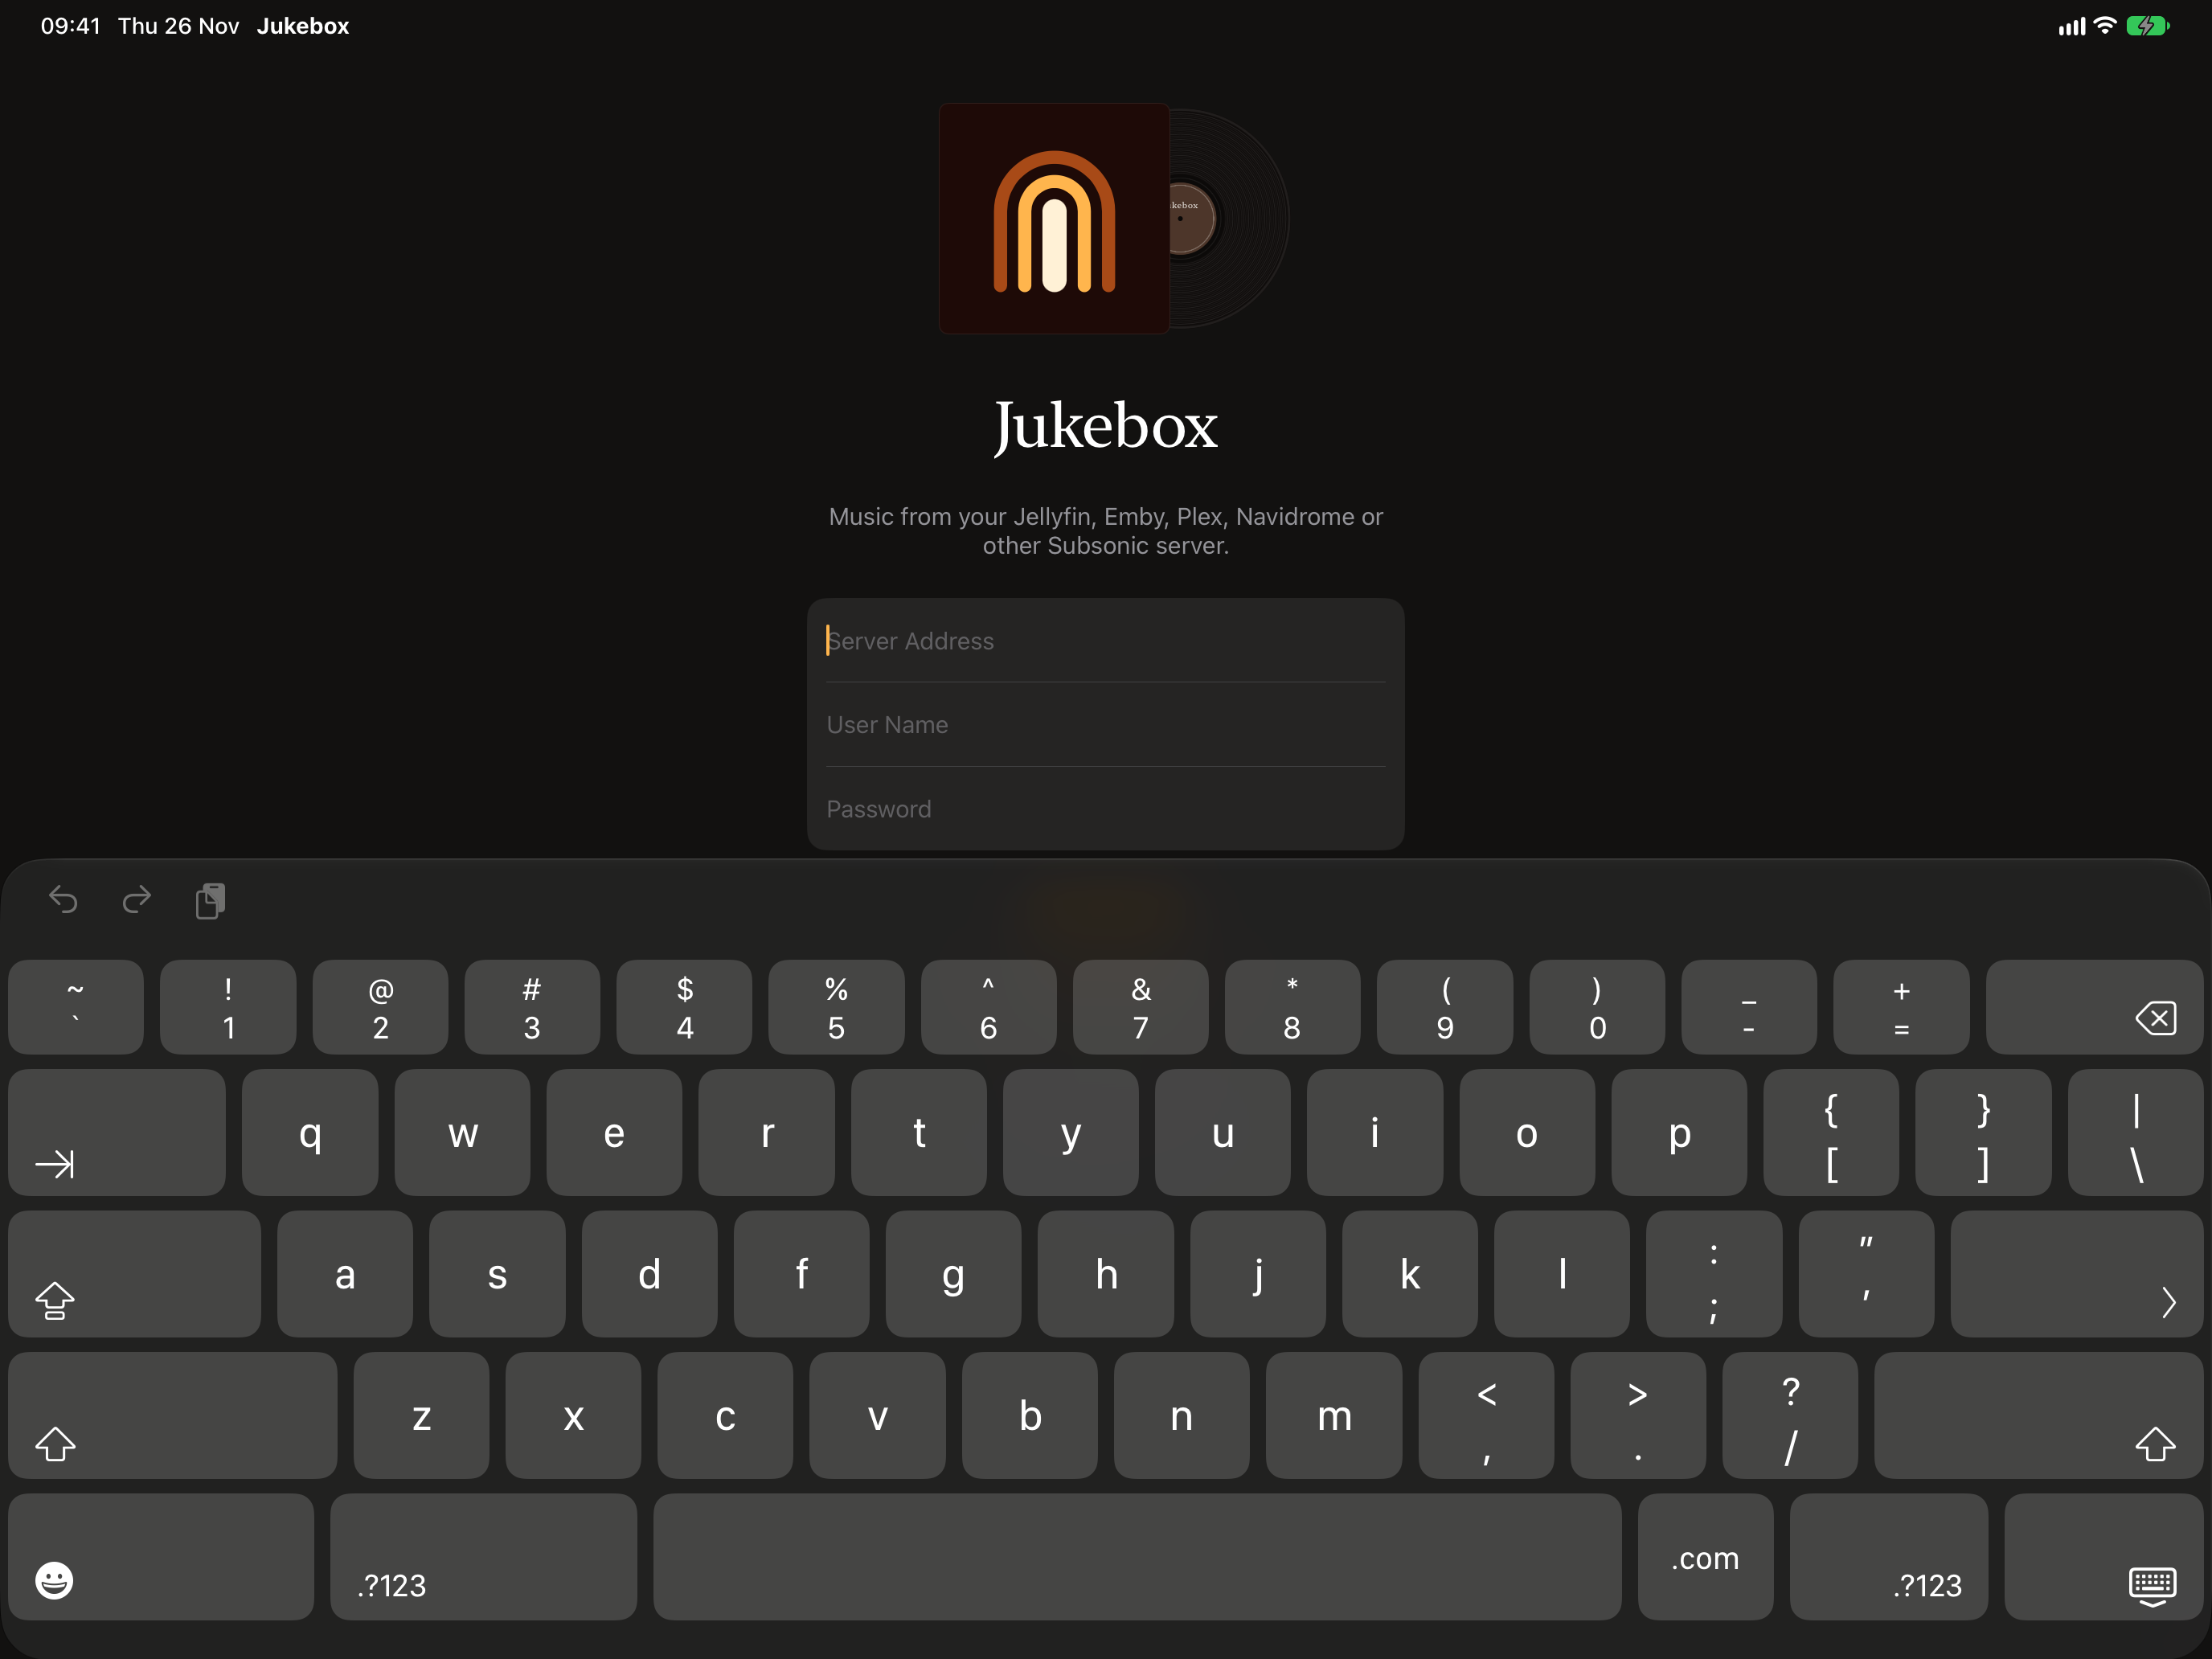 09:41 Thu 26 Nov Jukebox
kebox
Jukebox
Music from your Jellyfin, Emby, Plex, Navidrome or
other Subsonic server.
Server Address
User Name
Password
~ ! @ # $ % ^ & * ( ) _ +
` 1 2 3 4 5 6 7 8 9 0 - =
q w e r t y u i o p { } |
[ ] \
a s d f g h j k l : "
; '
z x c v b n m < > ?
, . /
.?123 .com .?123